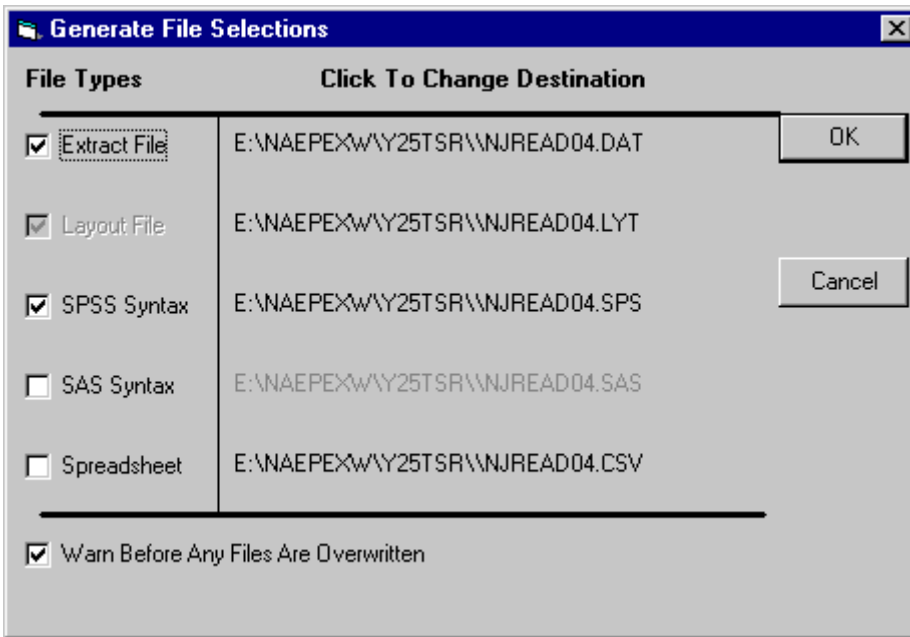 Generate File Selections
File Types Click To Change Destination
Extract File E:\NAEPEXW\Y25TSR\\NJREAD04.DAT OK
Layout File E:\NAEPEXW\Y25TSR\\NJREAD04.LYT
SPSS Syntax E:\NAEPEXW\Y25TSR\\NJREAD04.SPS Cancel
SAS Syntax E:\NAEPEXW\Y25TSR\\NJREAD04.SAS
Spreadsheet E:\NAEPEXW\Y25TSR\\NJREAD04.CSV
Warn Before Any Files Are Overwritten